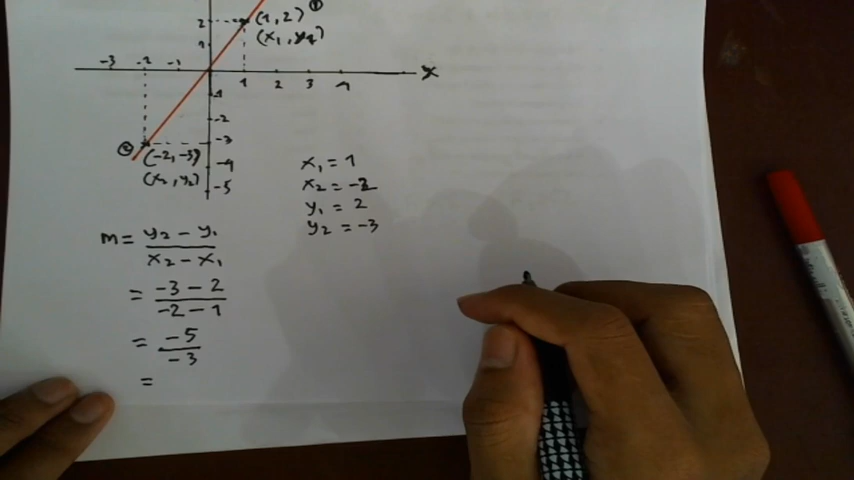 ①
2 (1,2)
1 (x₁, y₁)
-3 -2 -1 1 2 3 4 x
-1
-2
② -3
(-2,-3) -4
(x₂, y₂) -5
x₁ = 1
x₂ = -2
y₁ = 2
y₂ = -3
m = y₂ - y₁ / x₂ - x₁
= -3 - 2 / -2 - 1
= -5 / -3
=